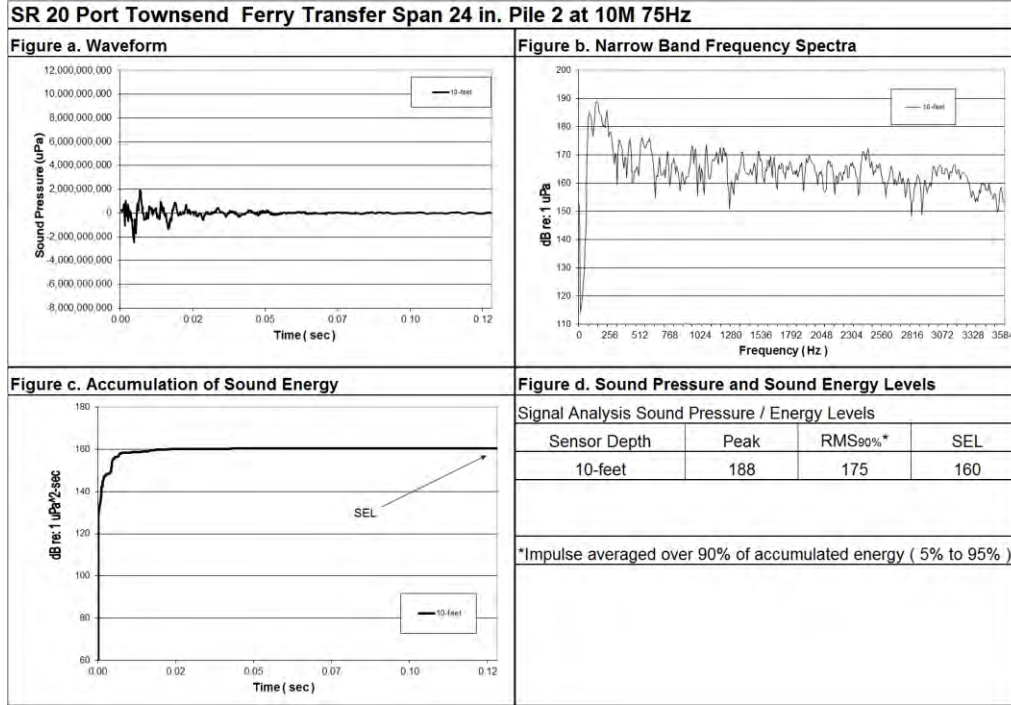 SR 20 Port Townsend Ferry Transfer Span 24 in. Pile 2 at 10M 75Hz
Figure a. Waveform
12,000,000,000
10,000,000,000
8,000,000,000
6,000,000,000
4,000,000,000
2,000,000,000
0
-2,000,000,000
-4,000,000,000
-6,000,000,000
-8,000,000,000
Sound Pressure (uPa)
10-feet
0.00 0.02 0.05 0.07 0.10 0.12
Time ( sec )
Figure b. Narrow Band Frequency Spectra
200
190
180
170
160
150
140
130
120
110
dB re: 1 uPa
10-feet
0 256 512 768 1024 1280 1536 1792 2048 2304 2560 2816 3072 3328 3584
Frequency ( Hz )
Figure c. Accumulation of Sound Energy
180
160
140
120
100
80
60
dB re: 1 uPa^2-sec
SEL
10-feet
0.00 0.02 0.05 0.07 0.10 0.12
Time ( sec )
Figure d. Sound Pressure and Sound Energy Levels
Signal Analysis Sound Pressure / Energy Levels
Sensor Depth Peak RMS90%* SEL
10-feet 188 175 160
*Impulse averaged over 90% of accumulated energy ( 5% to 95% )